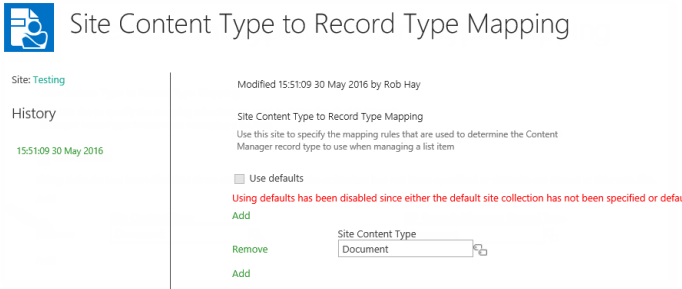 Site Content Type to Record Type Mapping
Site: Testing
History
15:51:09 30 May 2016
Modified 15:51:09 30 May 2016 by Rob Hay
Site Content Type to Record Type Mapping
Use this site to specify the mapping rules that are used to determine the Content
Manager record type to use when managing a list item
Use defaults
Using defaults has been disabled since either the default site collection has not been specified or
Add
Site Content Type
Remove
Document
Add